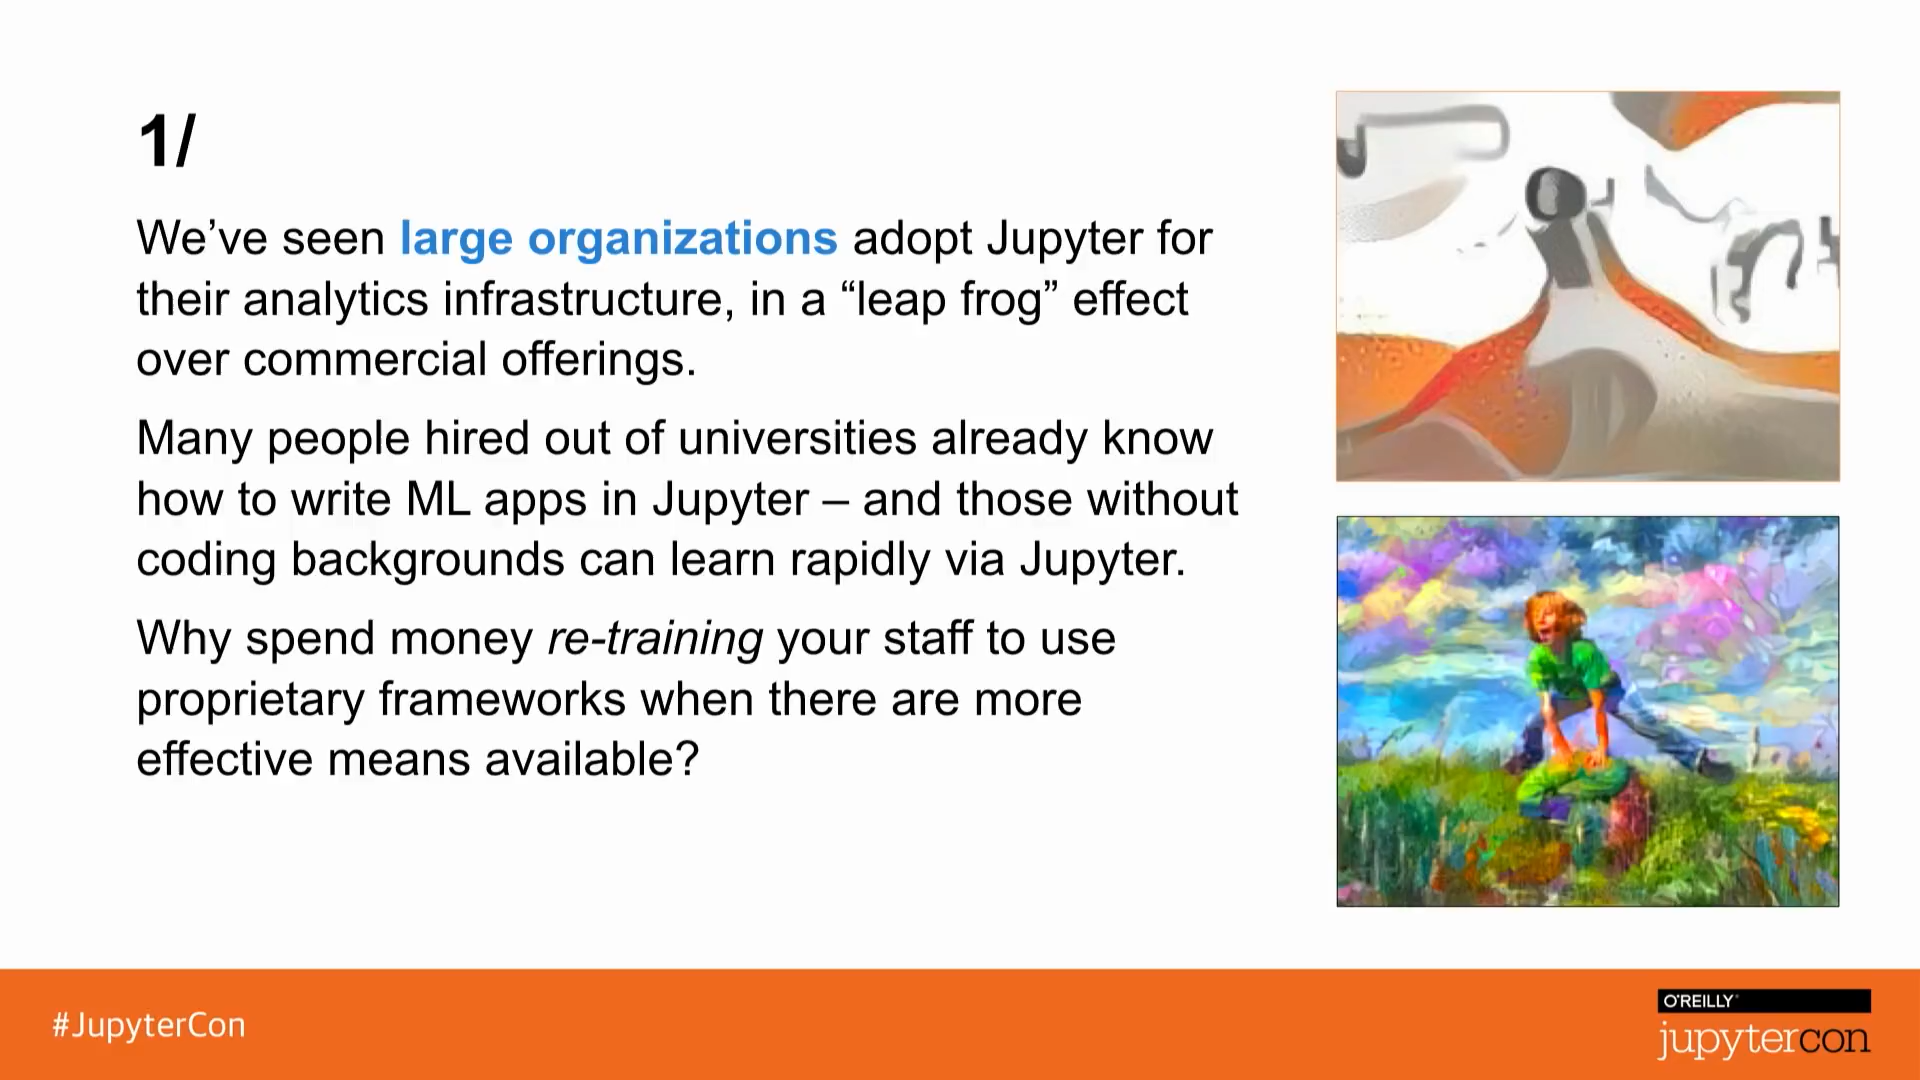 1/
We’ve seen large organizations adopt Jupyter for
their analytics infrastructure, in a “leap frog” effect
over commercial offerings.
Many people hired out of universities already know
how to write ML apps in Jupyter – and those without
coding backgrounds can learn rapidly via Jupyter.
Why spend money re-training your staff to use
proprietary frameworks when there are more
effective means available?
#JupyterCon
O'REILLY®
jupytercon